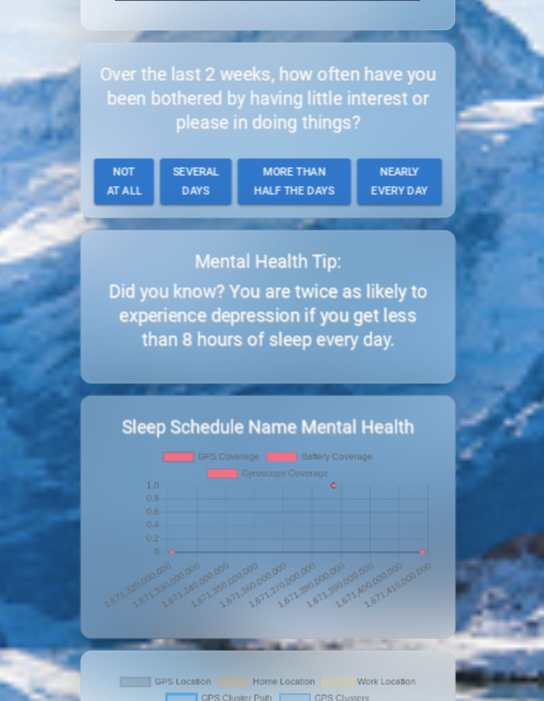 Over the last 2 weeks, how often have you
been bothered by having little interest or
please in doing things?
NOT
AT ALL
SEVERAL
DAYS
MORE THAN
HALF THE DAYS
NEARLY
EVERY DAY
Mental Health Tip:
Did you know? You are twice as likely to
experience depression if you get less
than 8 hours of sleep every day.
Sleep Schedule Name Mental Health
GPS Coverage Battery Coverage
Gyroscope Coverage
1.0
0.8
0.6
0.4
0.2
0
1,671,320,000,000 1,671,330,000,000 1,671,340,000,000 1,671,350,000,000 1,671,360,000,000 1,671,370,000,000 1,671,380,000,000 1,671,390,000,000 1,671,400,000,000 1,671,410,000,000
GPS Location Home Location Work Location
GPS Cluster Path GPS Clusters